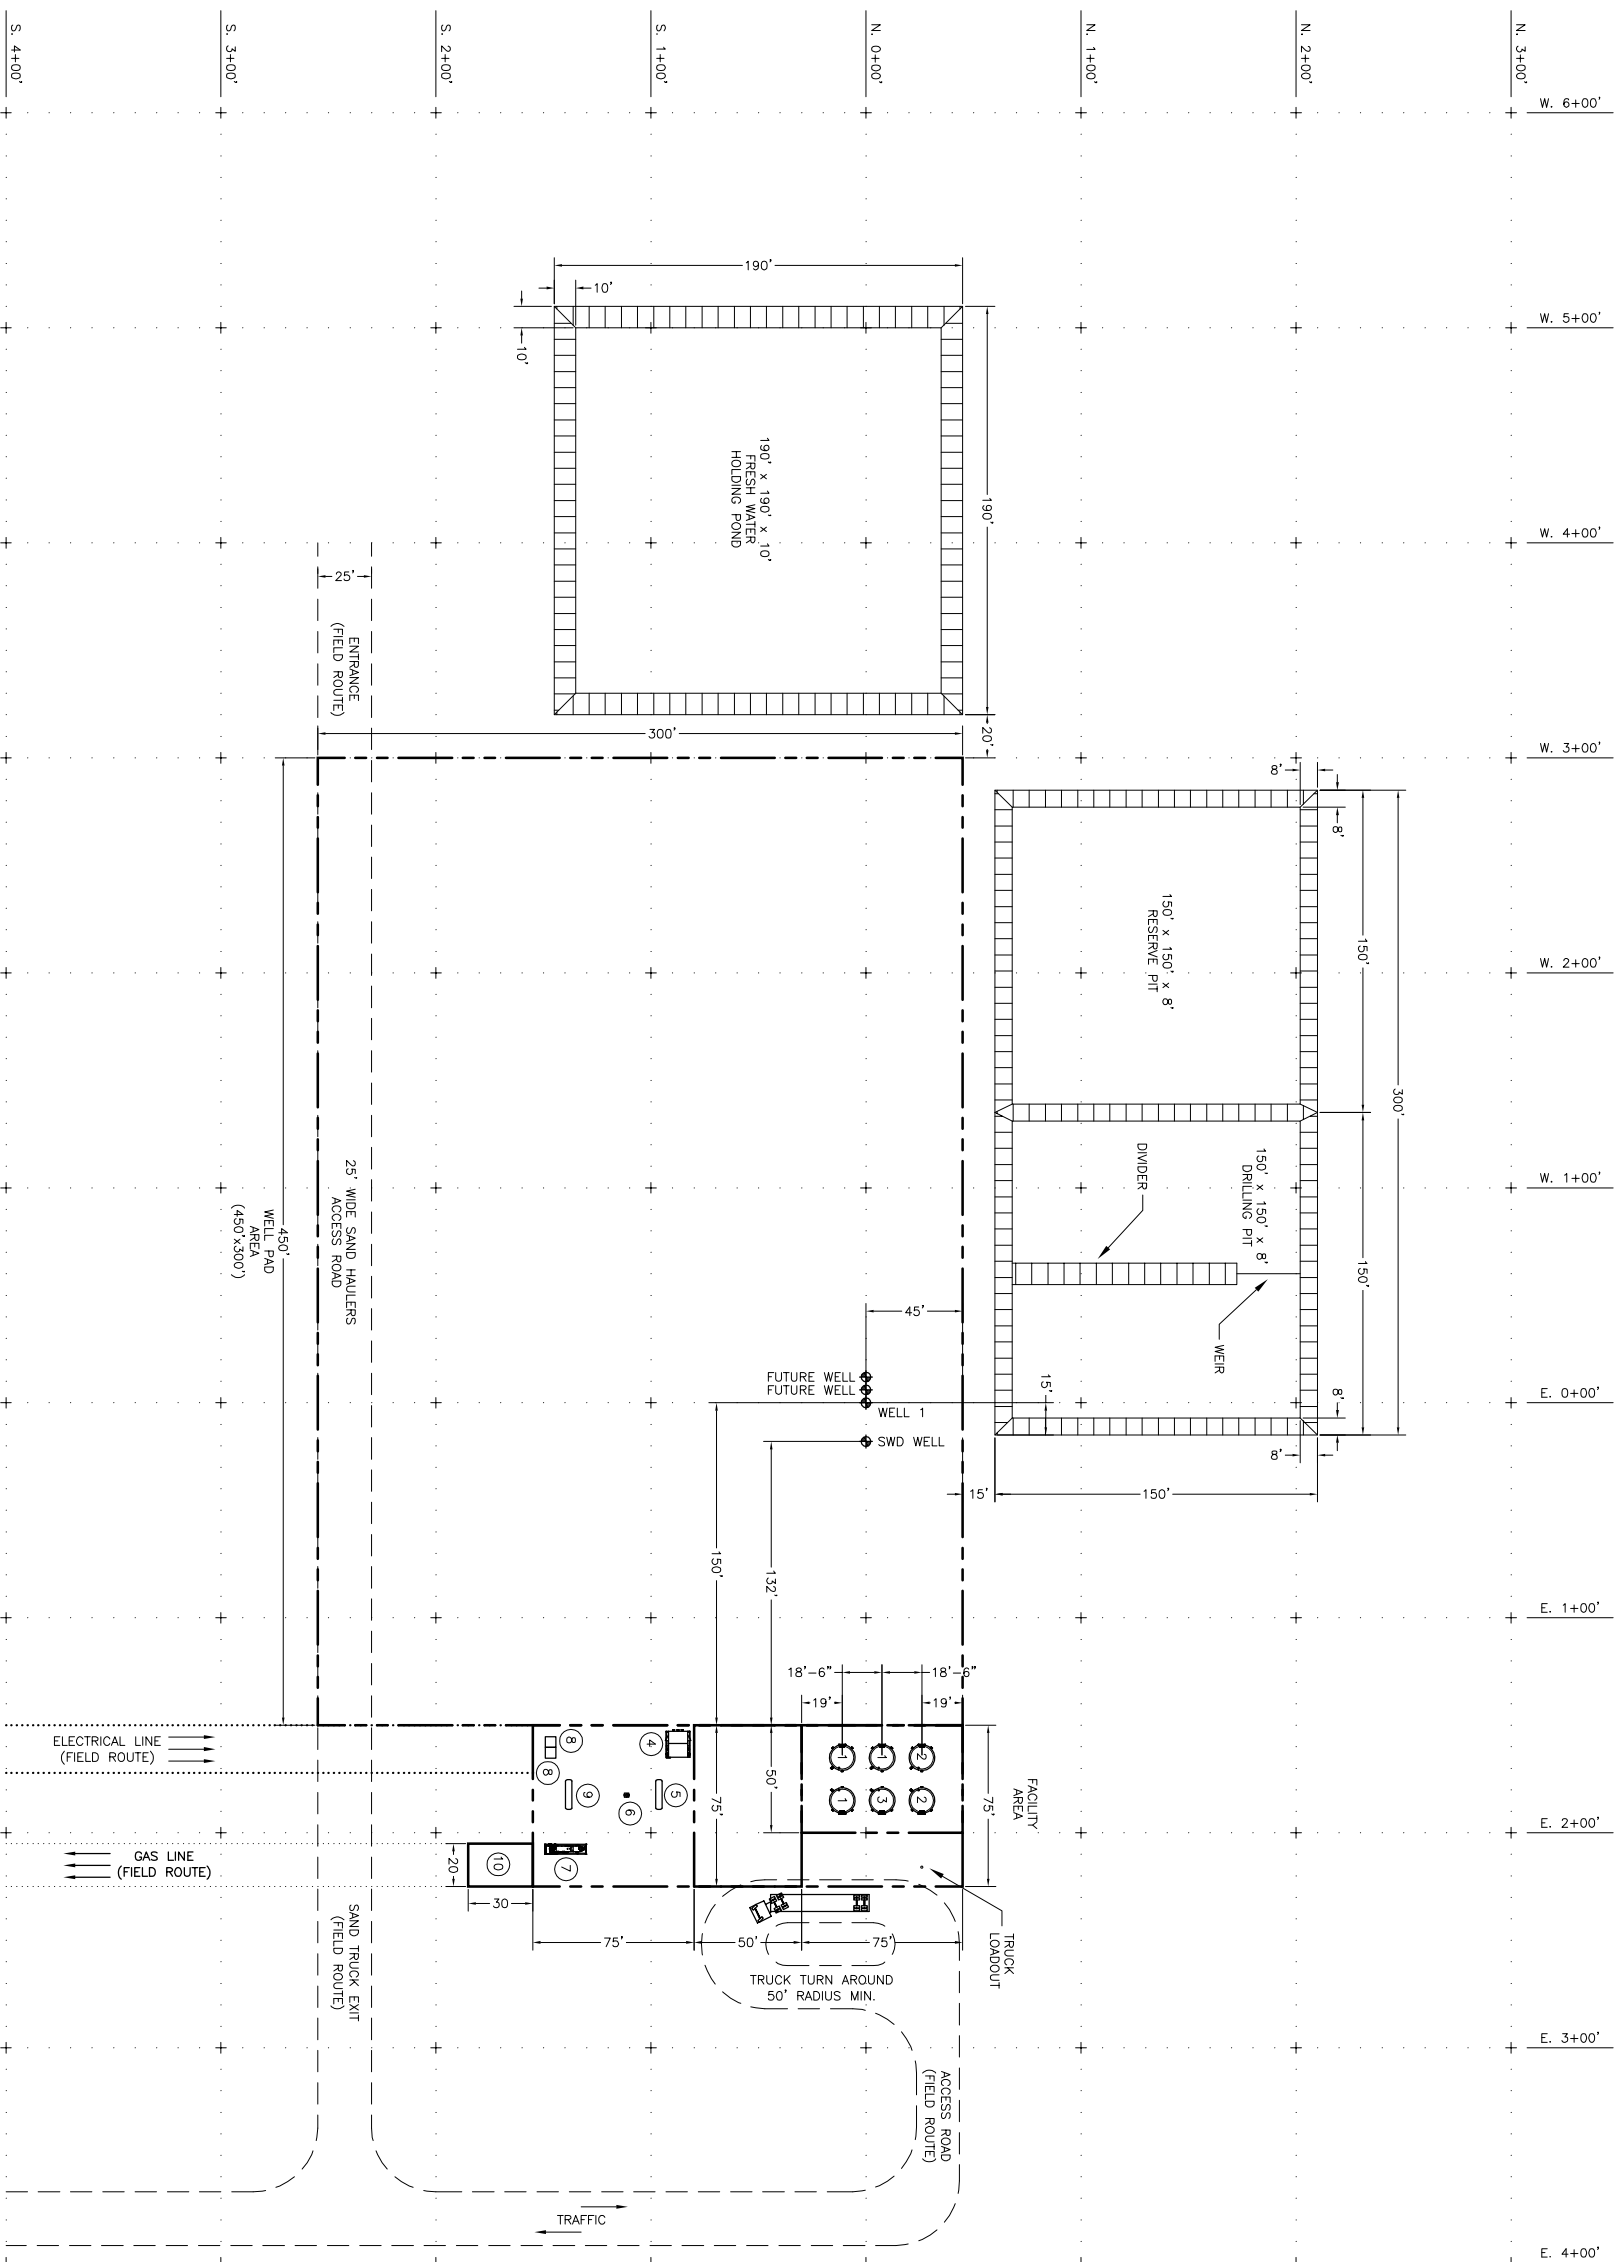 S. 4+00'
S. 3+00'
S. 2+00'
S. 1+00'
N. 0+00'
N. 1+00'
N. 2+00'
N. 3+00'
W. 6+00'
W. 5+00'
W. 4+00'
W. 3+00'
W. 2+00'
W. 1+00'
E. 0+00'
E. 1+00'
E. 2+00'
E. 3+00'
E. 4+00'
190'
10'
10'
190'
190' x 190' x 10'
FRESH WATER
HOLDING POND
25'
ENTRANCE
(FIELD ROUTE)
300'
20'
8'
8'
150'
150' x 150' x 8'
RESERVE PIT
300'
DIVIDER
150' x 150' x 8'
DRILLING PIT
150'
WEIR
25' WIDE SAND HAULERS
ACCESS ROAD
450'
WELL PAD
AREA
(450'x300')
45'
FUTURE WELL
FUTURE WELL
WELL 1
SWD WELL
15'
8'
8'
15'
150'
150'
132'
18'-6"
18'-6"
19'
19'
ELECTRICAL LINE
(FIELD ROUTE)
8
8
4
9
6
5
50'
75'
1
1
2
1
3
2
75'
FACILITY
AREA
GAS LINE
(FIELD ROUTE)
20
10
7
30
75'
50'
75'
TRUCK
LOADOUT
TRUCK TURN AROUND
50' RADIUS MIN.
SAND TRUCK EXIT
(FIELD ROUTE)
ACCESS ROAD
(FIELD ROUTE)
TRAFFIC